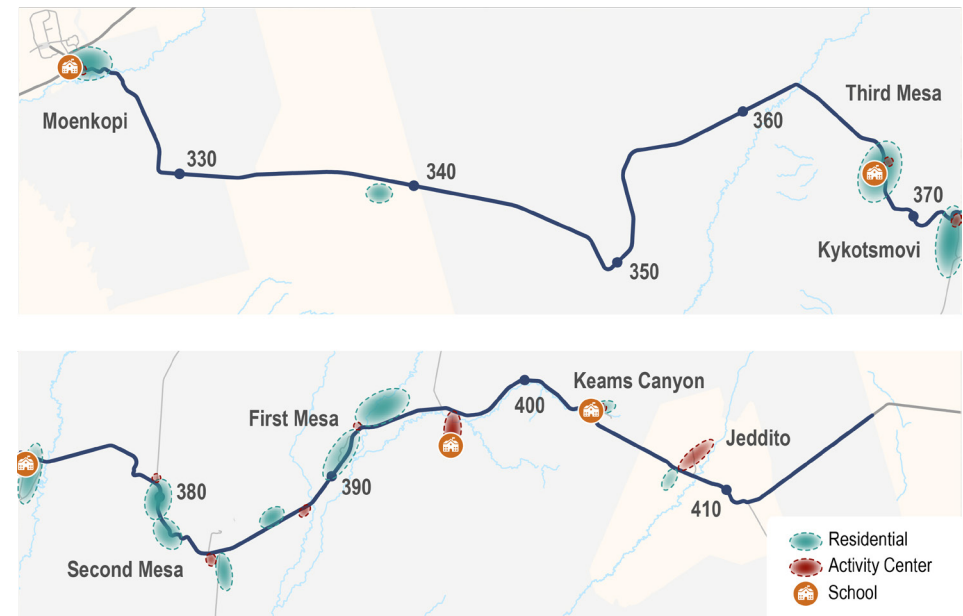 Moenkopi
330
340
350
360
Third Mesa
370
Kykotsmovi
First Mesa
380
Second Mesa
390
400
Keams Canyon
Jeddito
410
Residential
Activity Center
School